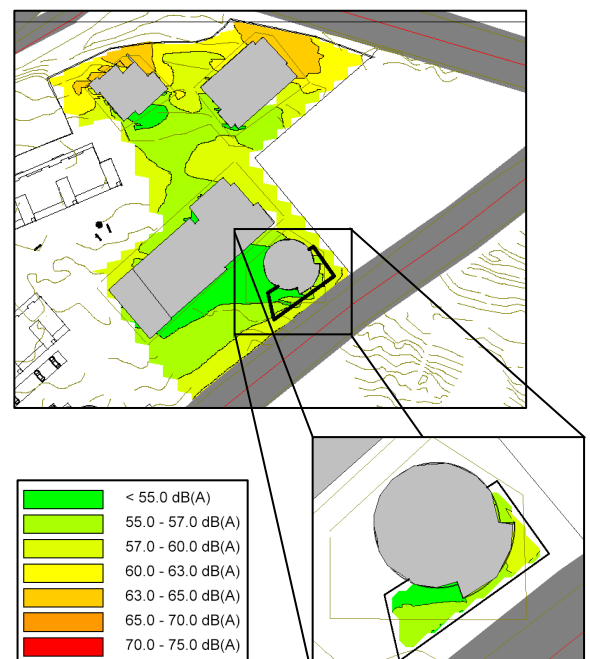 < 55.0 dB(A)
55.0 - 57.0 dB(A)
57.0 - 60.0 dB(A)
60.0 - 63.0 dB(A)
63.0 - 65.0 dB(A)
65.0 - 70.0 dB(A)
70.0 - 75.0 dB(A)